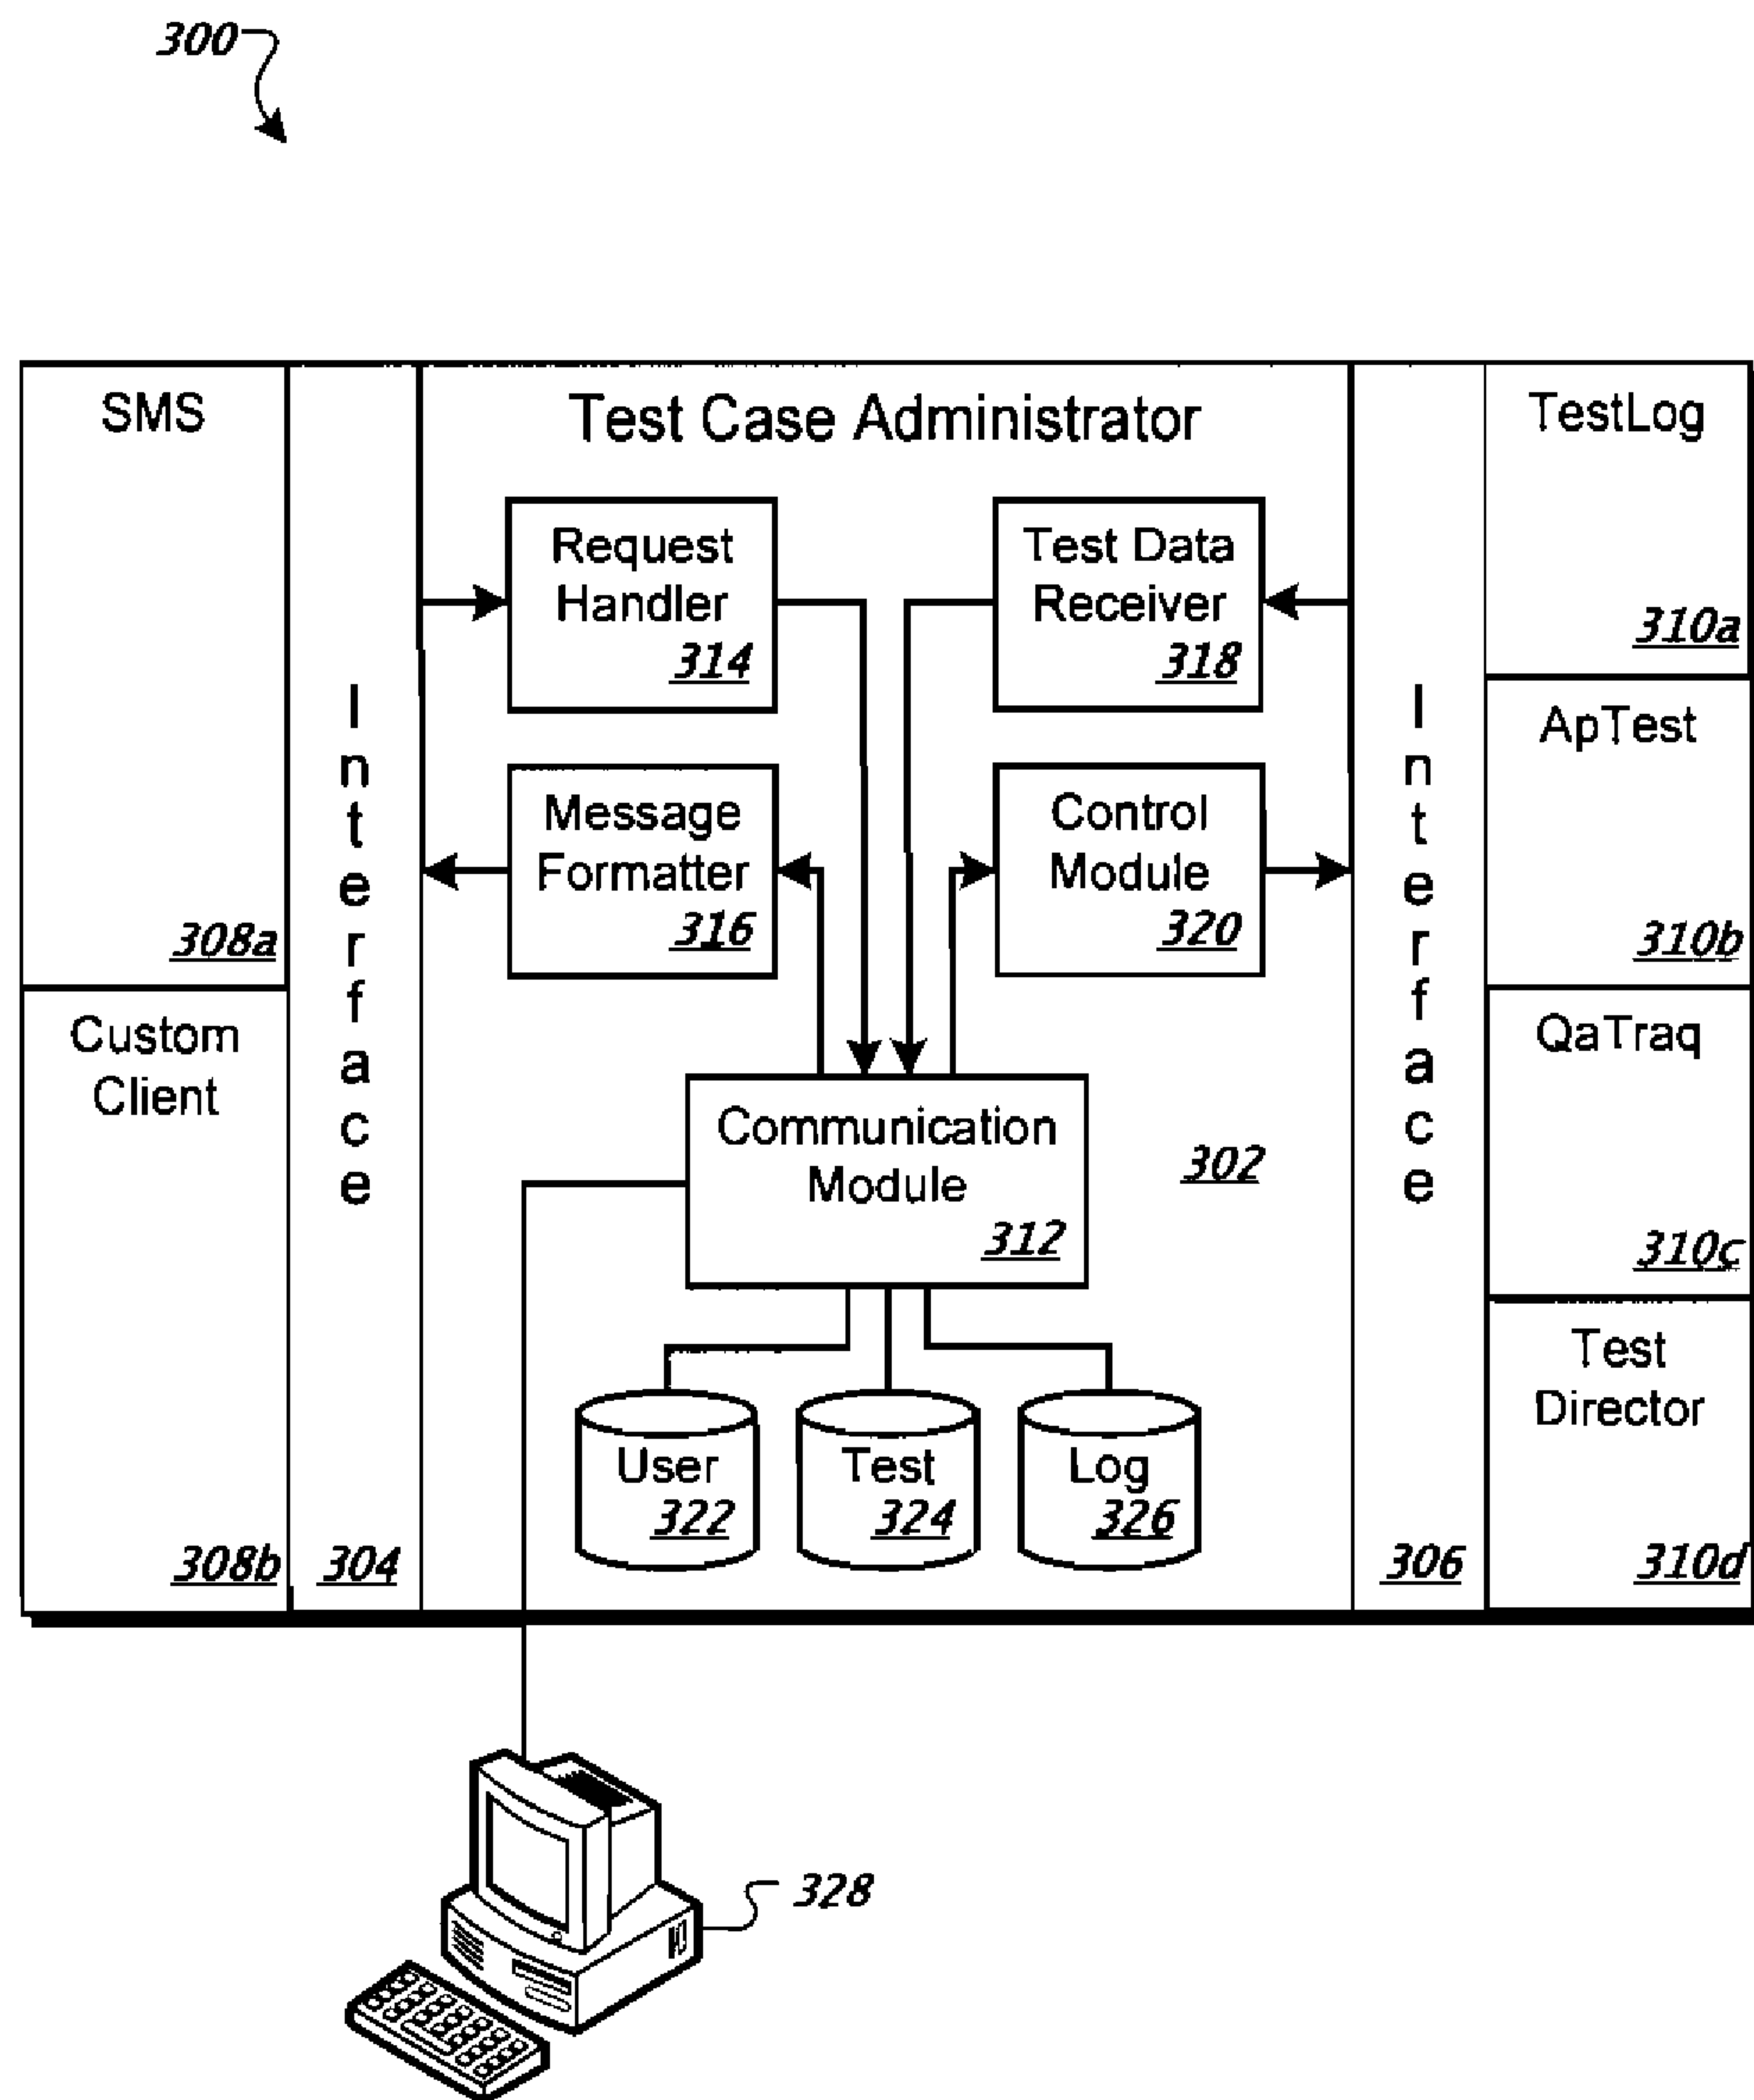 300
SMS
308a
Custom
Client
308b
Interface
304
Test Case Administrator
Request
Handler
314
Test Data
Receiver
318
Message
Formatter
316
Control
Module
320
Communication
Module
312
302
User
322
Test
324
Log
326
Interface
306
TestLog
310a
ApTest
310b
QaTraq
310c
Test
Director
310d
328